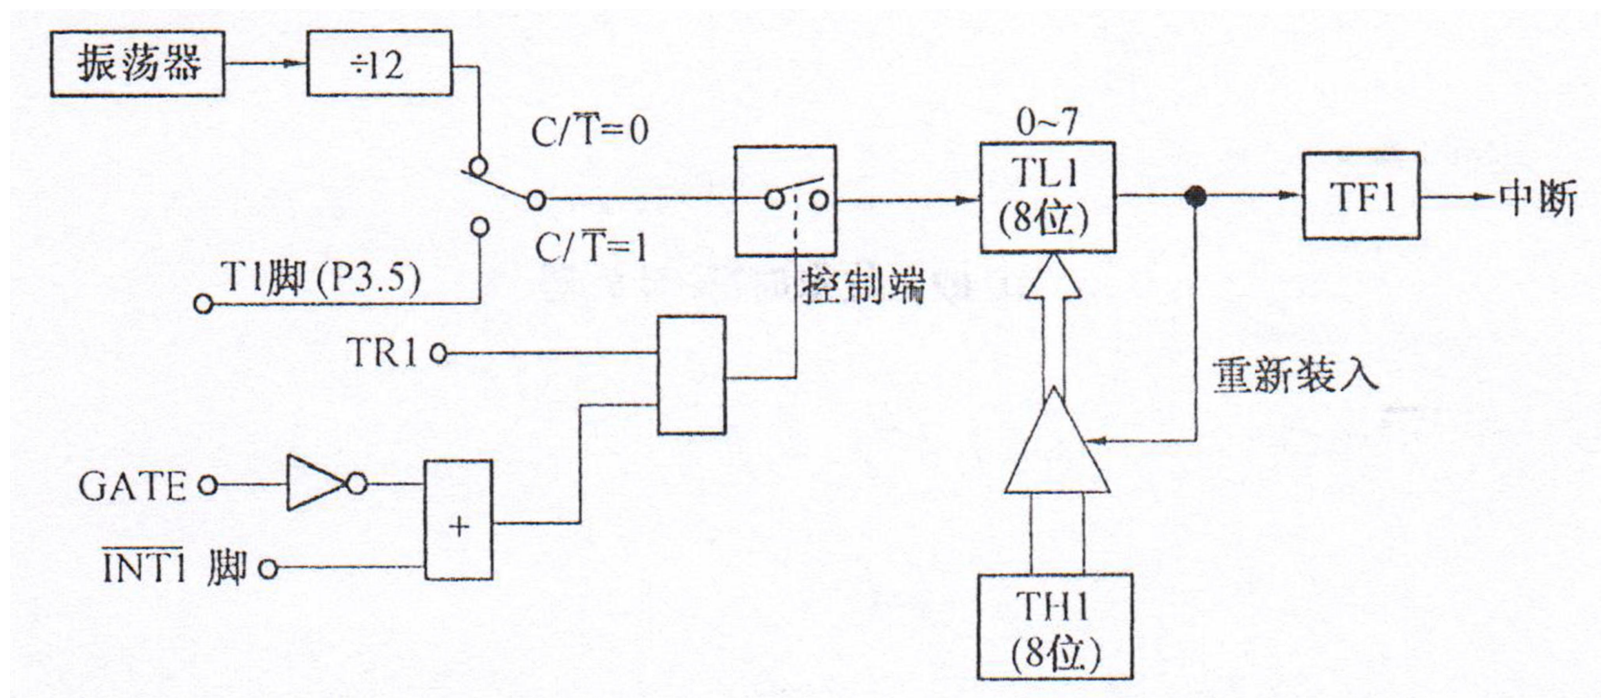 振荡器
÷12
C/T̅=0
C/T̅=1
T1脚(P3.5)
0~7
TL1
(8位)
TF1
中断
控制端
TR1
重新装入
GATE
+
I̅N̅T̅1̅ 脚
TH1
(8位)